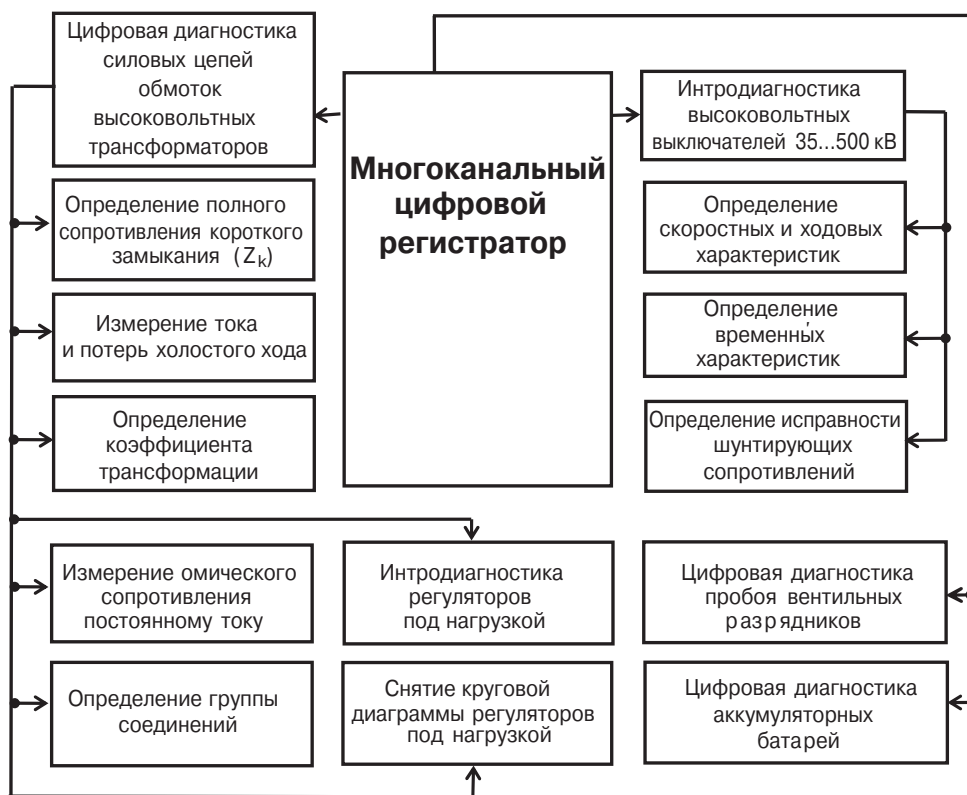 Цифровая диагностика
силовых цепей
обмоток
высоковольтных
трансформаторов
Определение полного
сопротивления короткого
замыкания (Zk)
Измерение тока
и потерь холостого хода
Определение
коэффициента
трансформации
Измерение омического
сопротивления
постоянному току
Определение группы
соединений
Многоканальный
цифровой
регистратор
Интродиагностика
регуляторов
под нагрузкой
Снятие круговой
диаграммы регуляторов
под нагрузкой
Интродиагностика
высоковольтных
выключателей 35...500 кВ
Определение
скоростных и ходовых
характеристик
Определение
временны́х
характеристик
Определение исправности
шунтирующих
сопротивлений
Цифровая диагностика
пробоя вентильных
разрядников
Цифровая диагностика
аккумуляторных
батарей